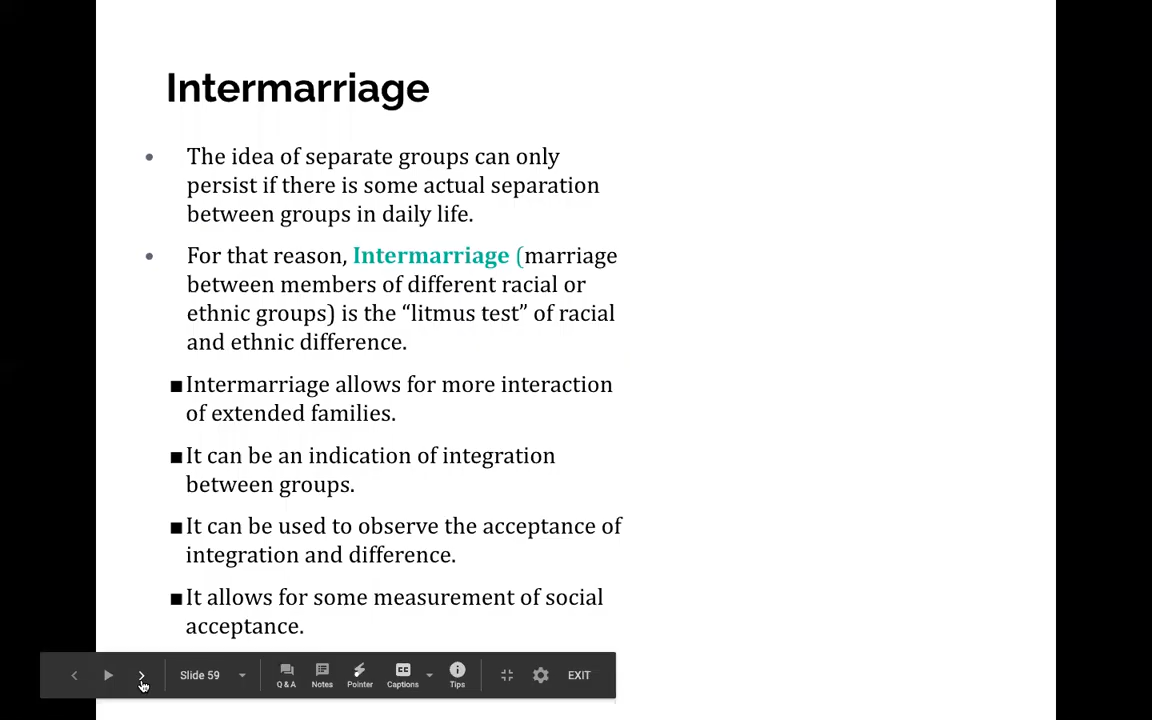 Intermarriage
• The idea of separate groups can only
persist if there is some actual separation
between groups in daily life.
• For that reason, Intermarriage (marriage
between members of different racial or
ethnic groups) is the “litmus test” of racial
and ethnic difference.
■Intermarriage allows for more interaction
of extended families.
■It can be an indication of integration
between groups.
■It can be used to observe the acceptance of
integration and difference.
■It allows for some measurement of social
acceptance.
Slide 59
CC
Q & A Notes Pointer Captions Tips EXIT